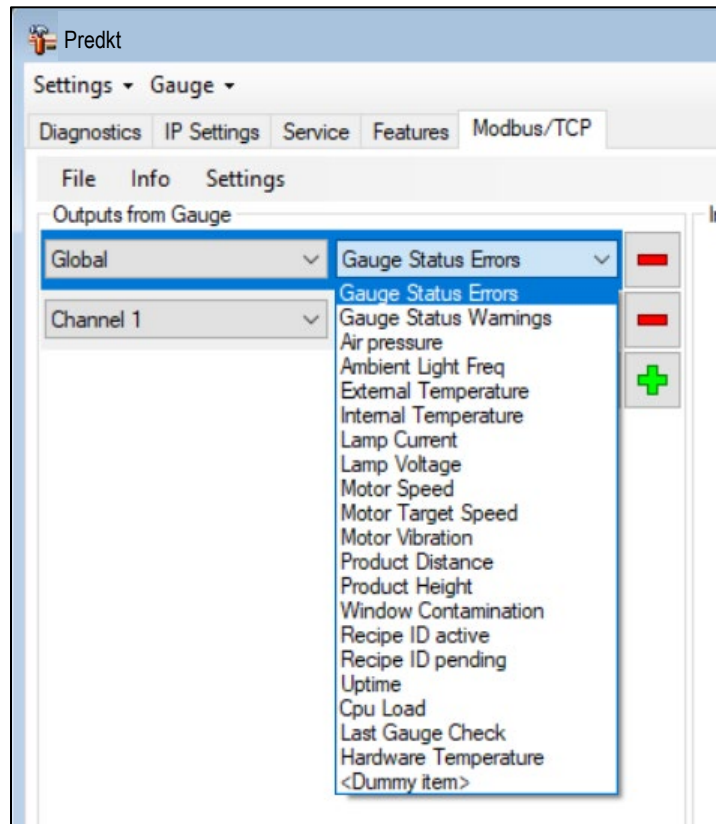 Predkt
Settings Gauge
Diagnostics IP Settings Service Features Modbus/TCP
File Info Settings
Outputs from Gauge
Global Gauge Status Errors
Channel 1
Gauge Status Errors
Gauge Status Warnings
Air pressure
Ambient Light Freq
External Temperature
Internal Temperature
Lamp Current
Lamp Voltage
Motor Speed
Motor Target Speed
Motor Vibration
Product Distance
Product Height
Window Contamination
Recipe ID active
Recipe ID pending
Uptime
Cpu Load
Last Gauge Check
Hardware Temperature
<Dummy item>